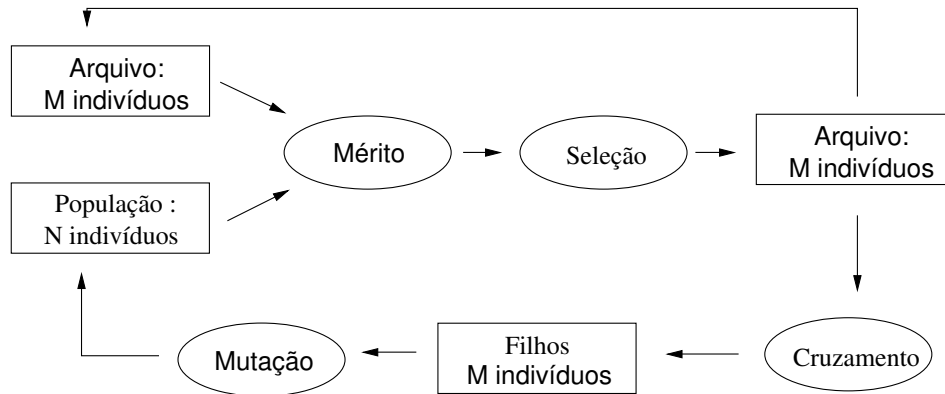 Arquivo:
M indivíduos
População :
N indivíduos
Mérito
Seleção
Arquivo:
M indivíduos
Cruzamento
Filhos
M indivíduos
Mutação